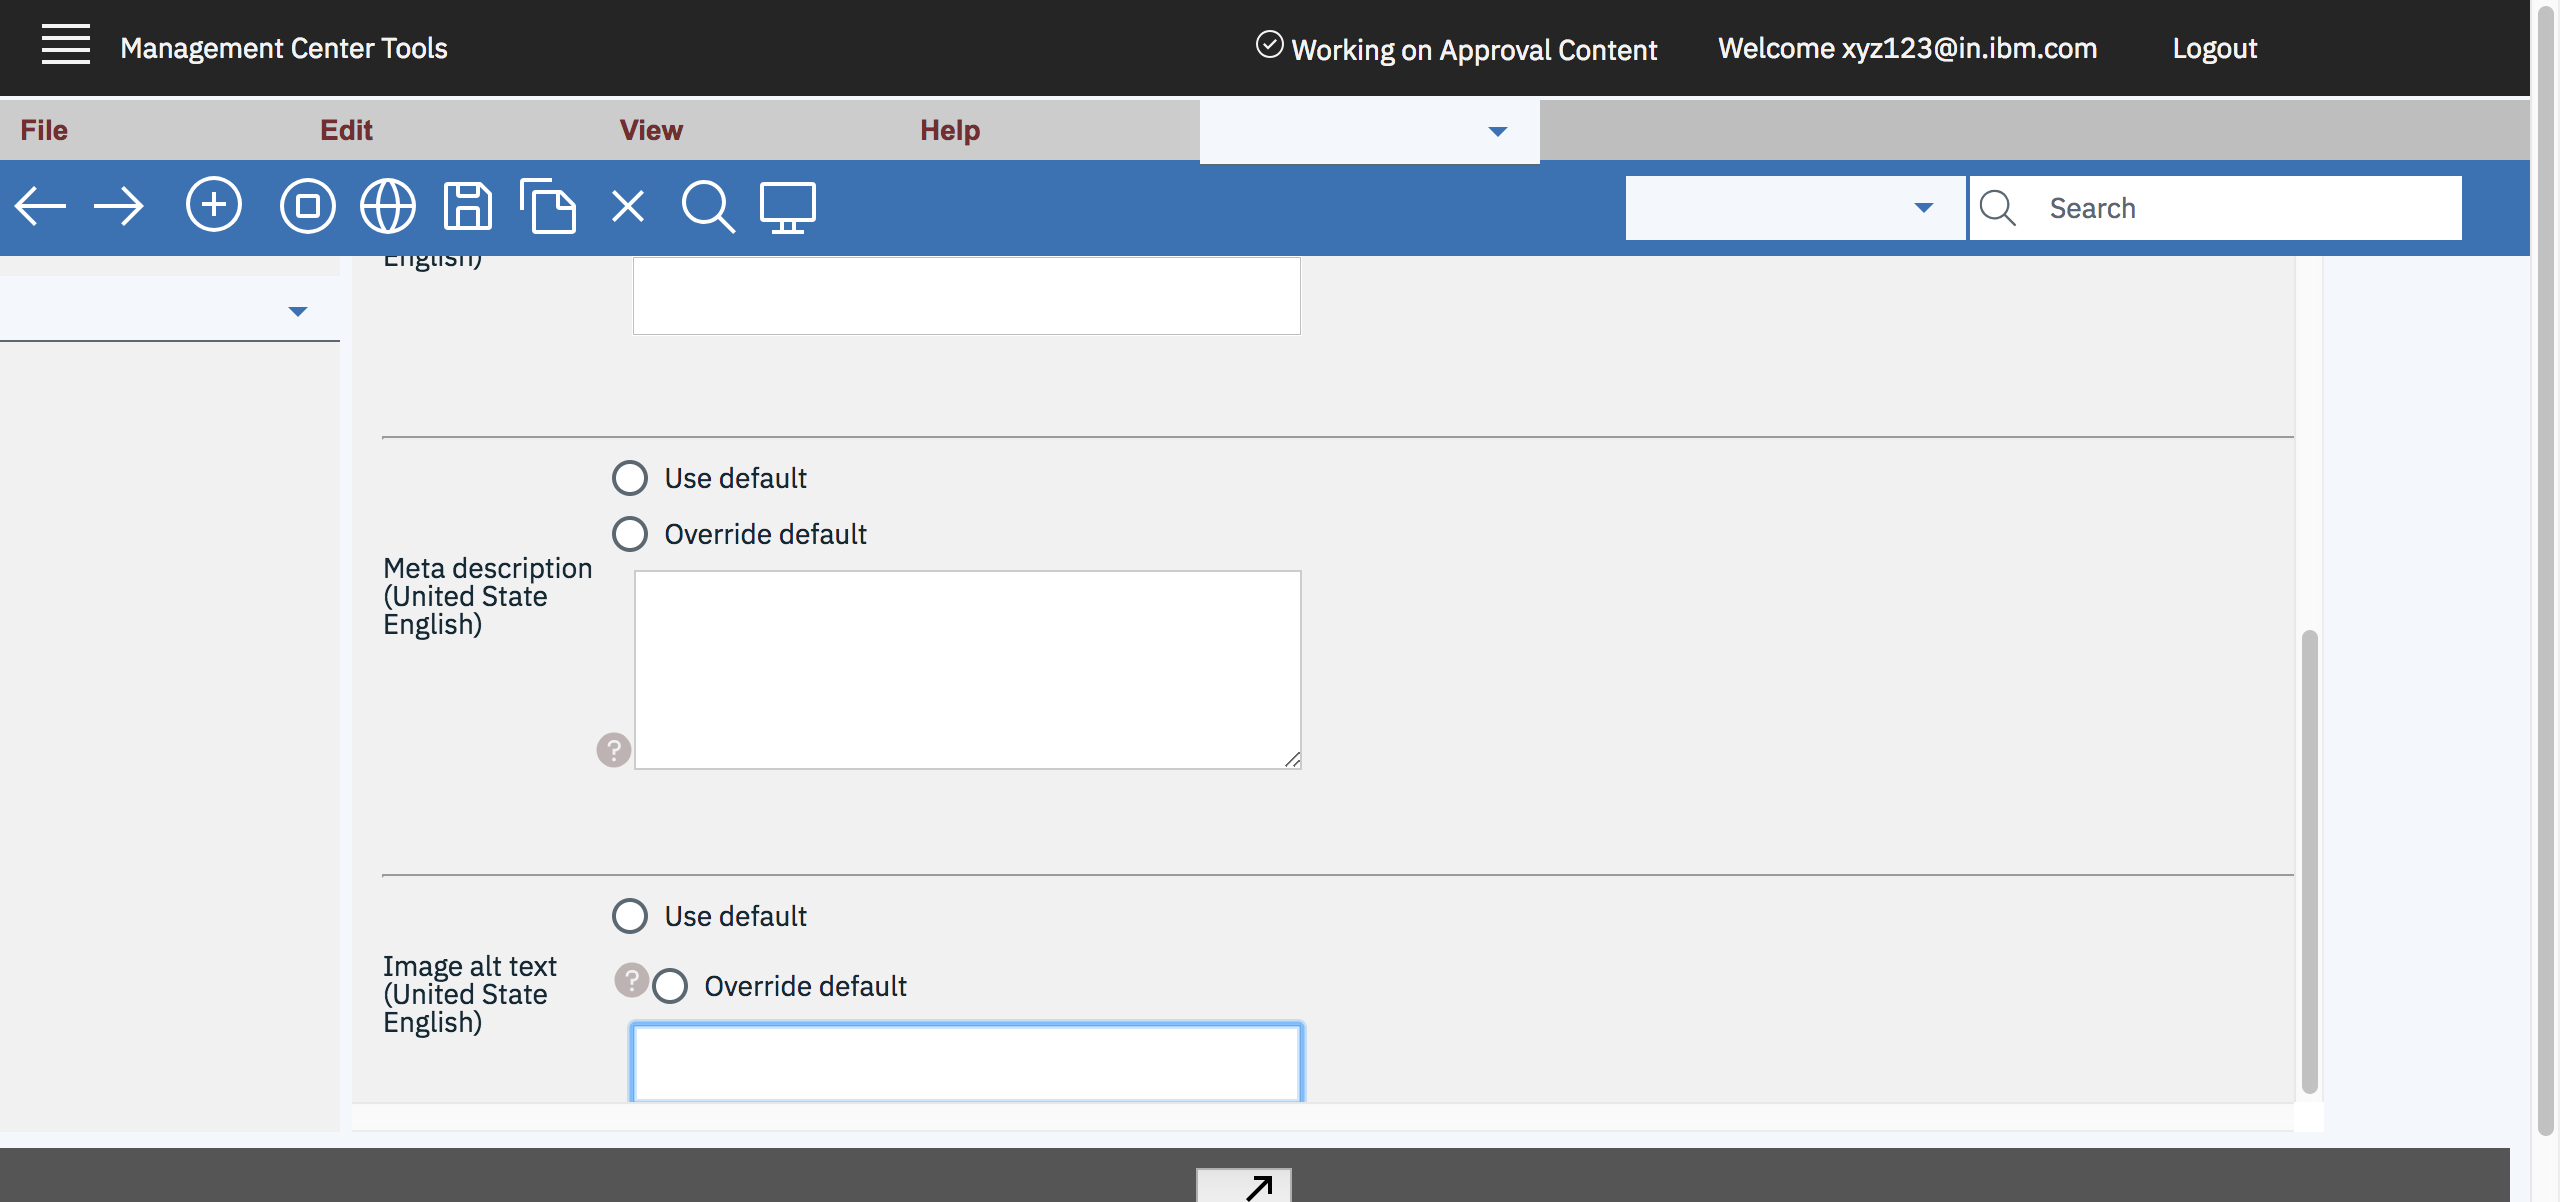 Management Center Tools
Working on Approval Content
Welcome xyz123@in.ibm.com
Logout
File
Edit
View
Help
Search
English)
Use default
Override default
Meta description
(United State
English)
?
Use default
Image alt text
(United State
English)
?
Override default